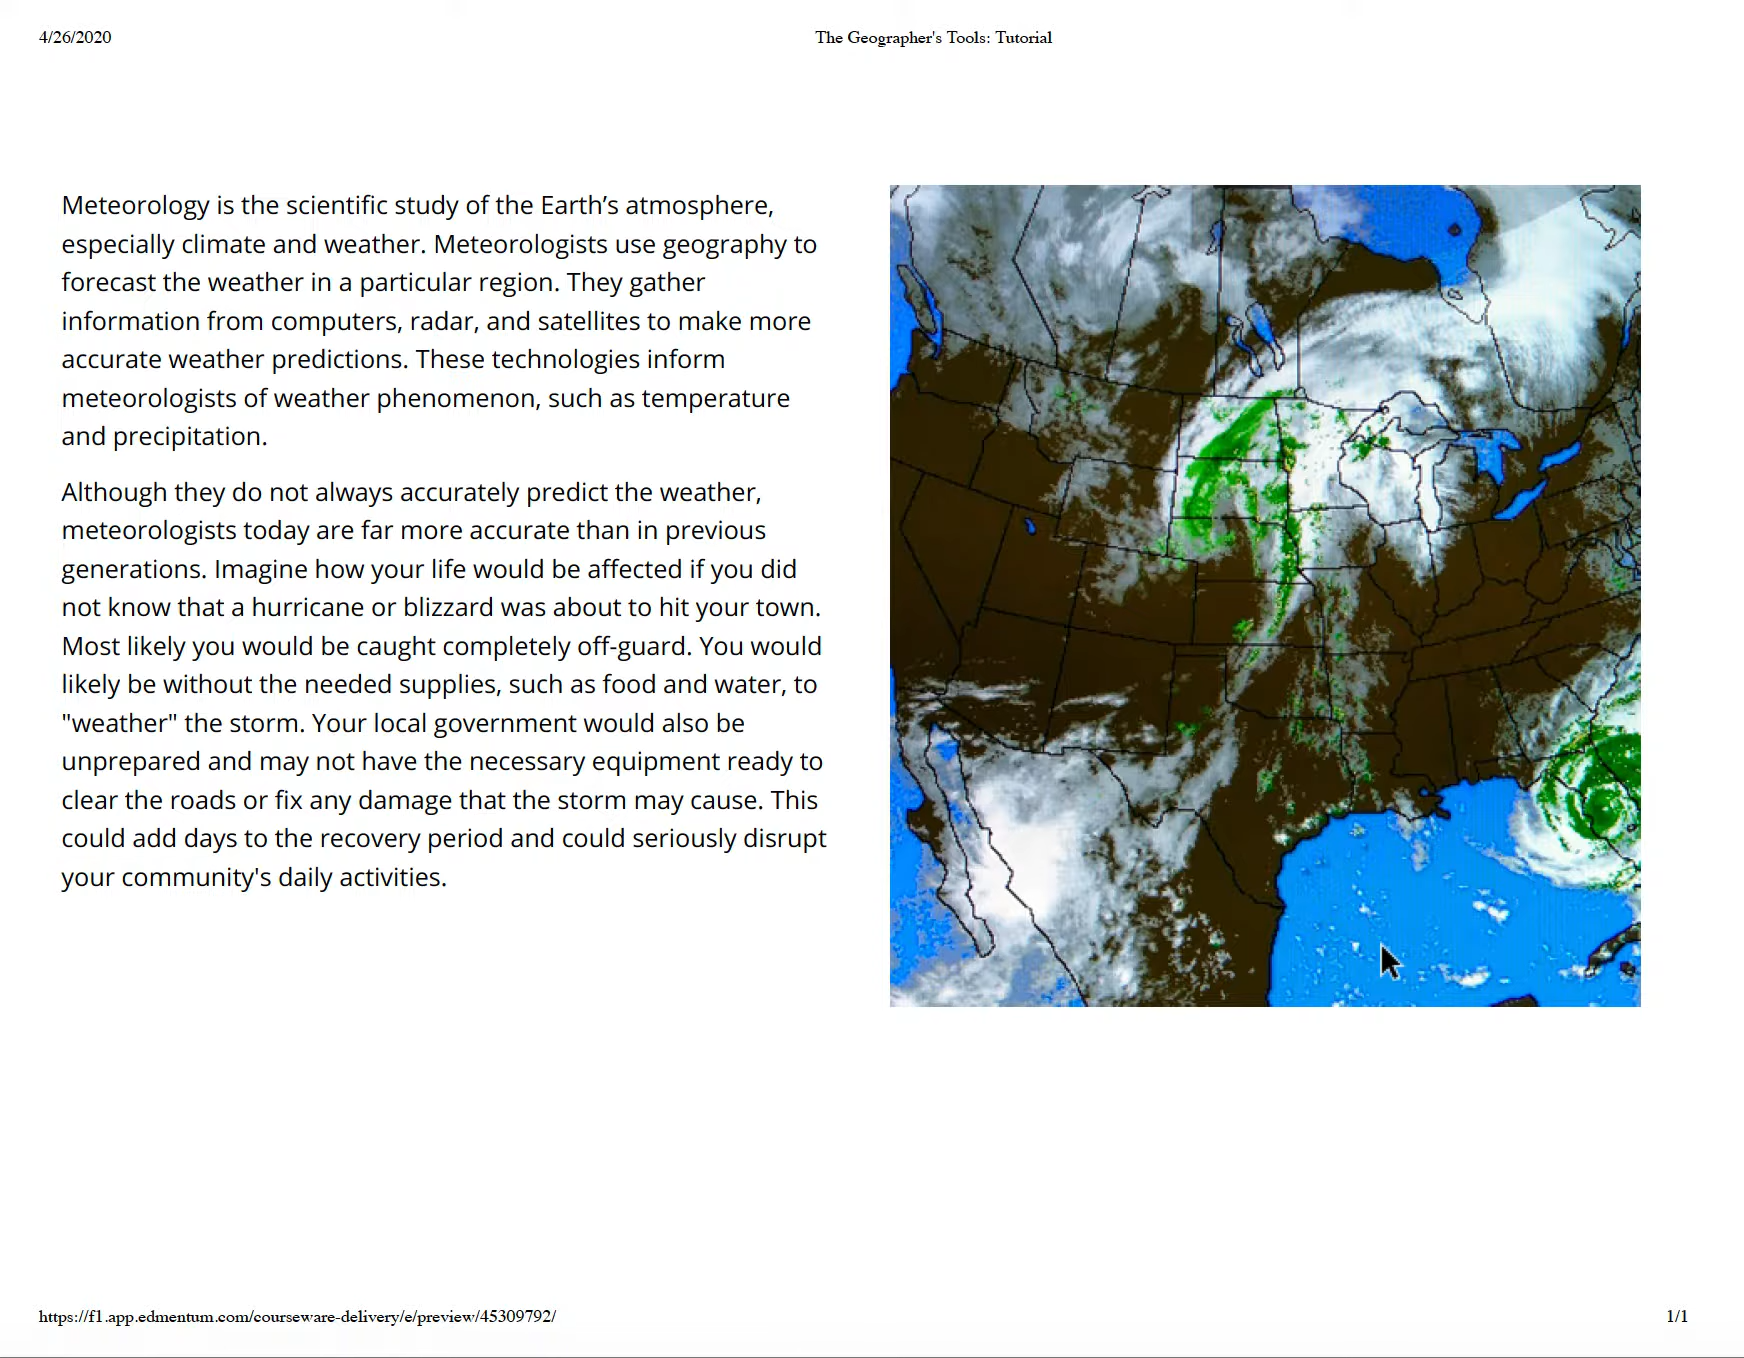 4/26/2020
The Geographer's Tools: Tutorial
Meteorology is the scientific study of the Earth’s atmosphere,
especially climate and weather. Meteorologists use geography to
forecast the weather in a particular region. They gather
information from computers, radar, and satellites to make more
accurate weather predictions. These technologies inform
meteorologists of weather phenomenon, such as temperature
and precipitation.
Although they do not always accurately predict the weather,
meteorologists today are far more accurate than in previous
generations. Imagine how your life would be affected if you did
not know that a hurricane or blizzard was about to hit your town.
Most likely you would be caught completely off-guard. You would
likely be without the needed supplies, such as food and water, to
"weather" the storm. Your local government would also be
unprepared and may not have the necessary equipment ready to
clear the roads or fix any damage that the storm may cause. This
could add days to the recovery period and could seriously disrupt
your community's daily activities.
https://f1.app.edmentum.com/courseware-delivery/e/preview/45309792/
1/1